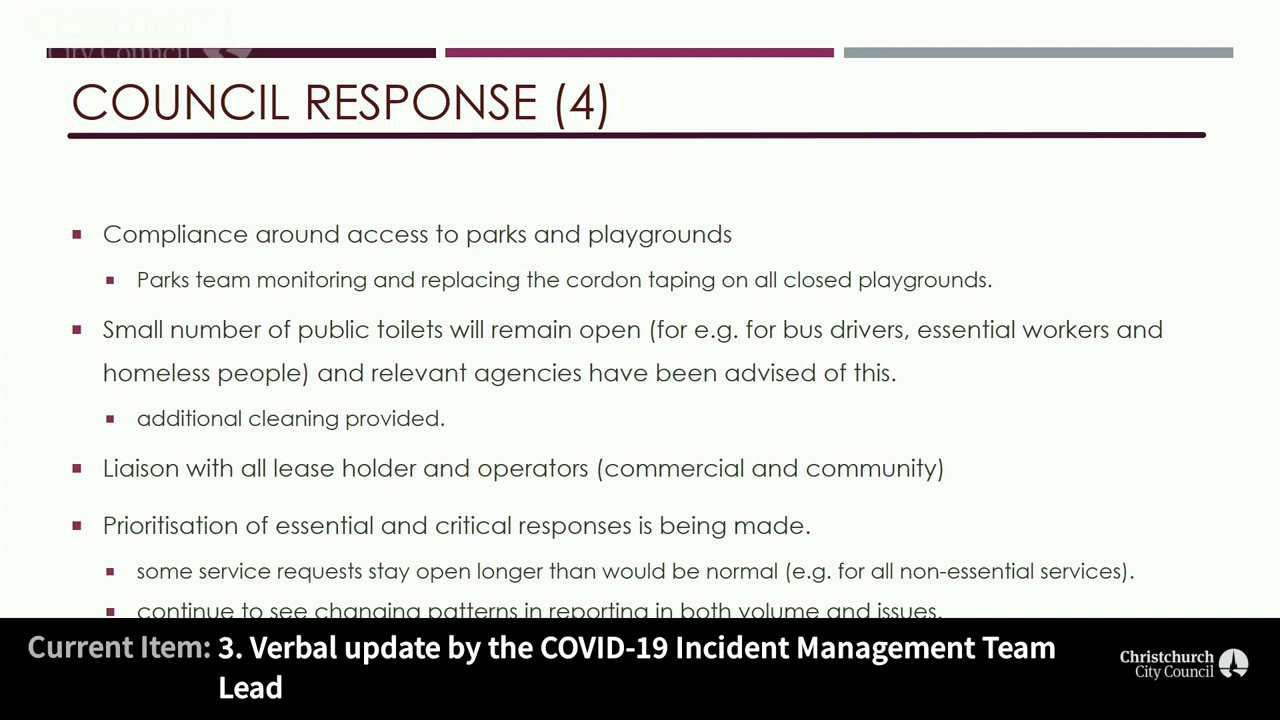 City Council
COUNCIL RESPONSE (4)
Compliance around access to parks and playgrounds
Parks team monitoring and replacing the cordon taping on all closed playgrounds.
Small number of public toilets will remain open (for e.g. for bus drivers, essential workers and
homeless people) and relevant agencies have been advised of this.
additional cleaning provided.
Liaison with all lease holder and operators (commercial and community)
Prioritisation of essential and critical responses is being made.
some service requests stay open longer than would be normal (e.g. for all non-essential services).
continue to see changing patterns in reporting in both volume and issues.
Current Item: 3. Verbal update by the COVID-19 Incident Management Team
Lead
Christchurch
City Council